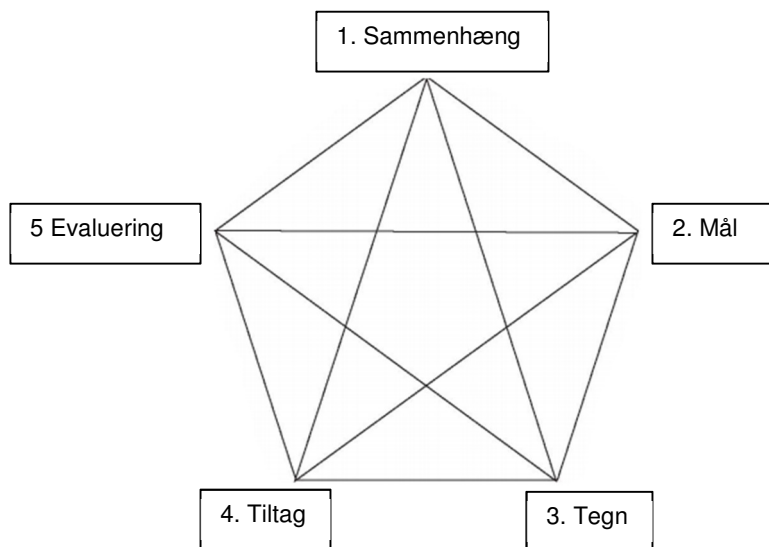 1. Sammenhæng
2. Mål
3. Tegn
4. Tiltag
5 Evaluering